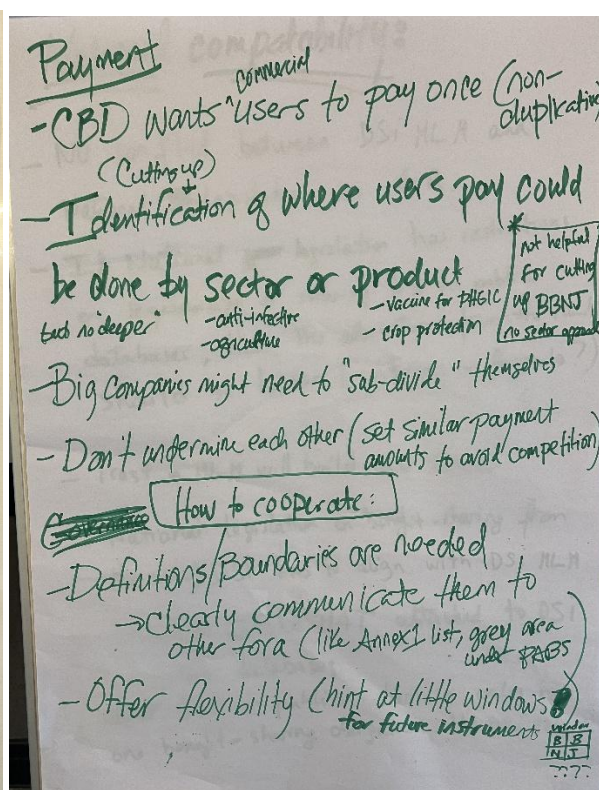 Payment
commercial
- CBD wants ^users to pay once (non-
duplicative)
(Cutting up)
- Identification of where users pay could
be done by sector or product
but no "deeper"
- anti-infective
- agriculture
- vaccine for PHEIC
- crop protection
* not helpful
for cutting
up BBNJ
no sector approach
- Big companies might need to "sub-divide" themselves
- Don't undermine each other (set similar payment
amounts to avoid competition)
Governance
How to cooperate:
- Definitions/Boundaries are needed
→ clearly communicate them to
other fora (like Annex 1 list, grey area
under PABS
- Offer flexibility (hint at little windows)
for future instruments
window
B B
N J
????